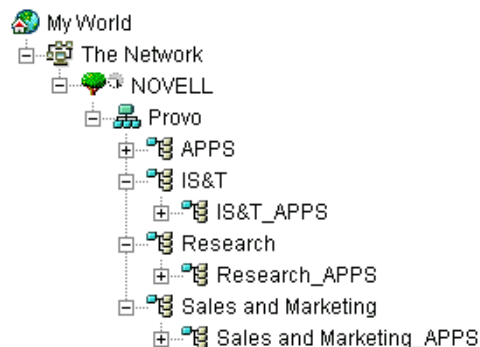 My World
The Network
NOVELL
Provo
APPS
IS&T
IS&T_APPS
Research
Research_APPS
Sales and Marketing
Sales and Marketing_APPS